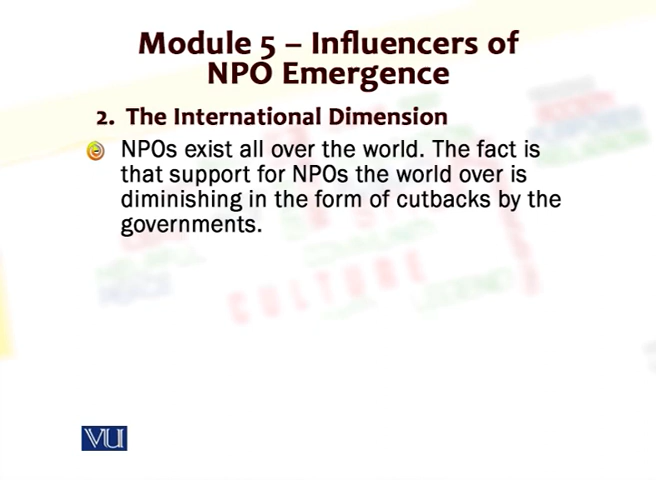 Module 5 – Influencers of
NPO Emergence
2. The International Dimension
NPOs exist all over the world. The fact is
that support for NPOs the world over is
diminishing in the form of cutbacks by the
governments.
CULTURE
VU